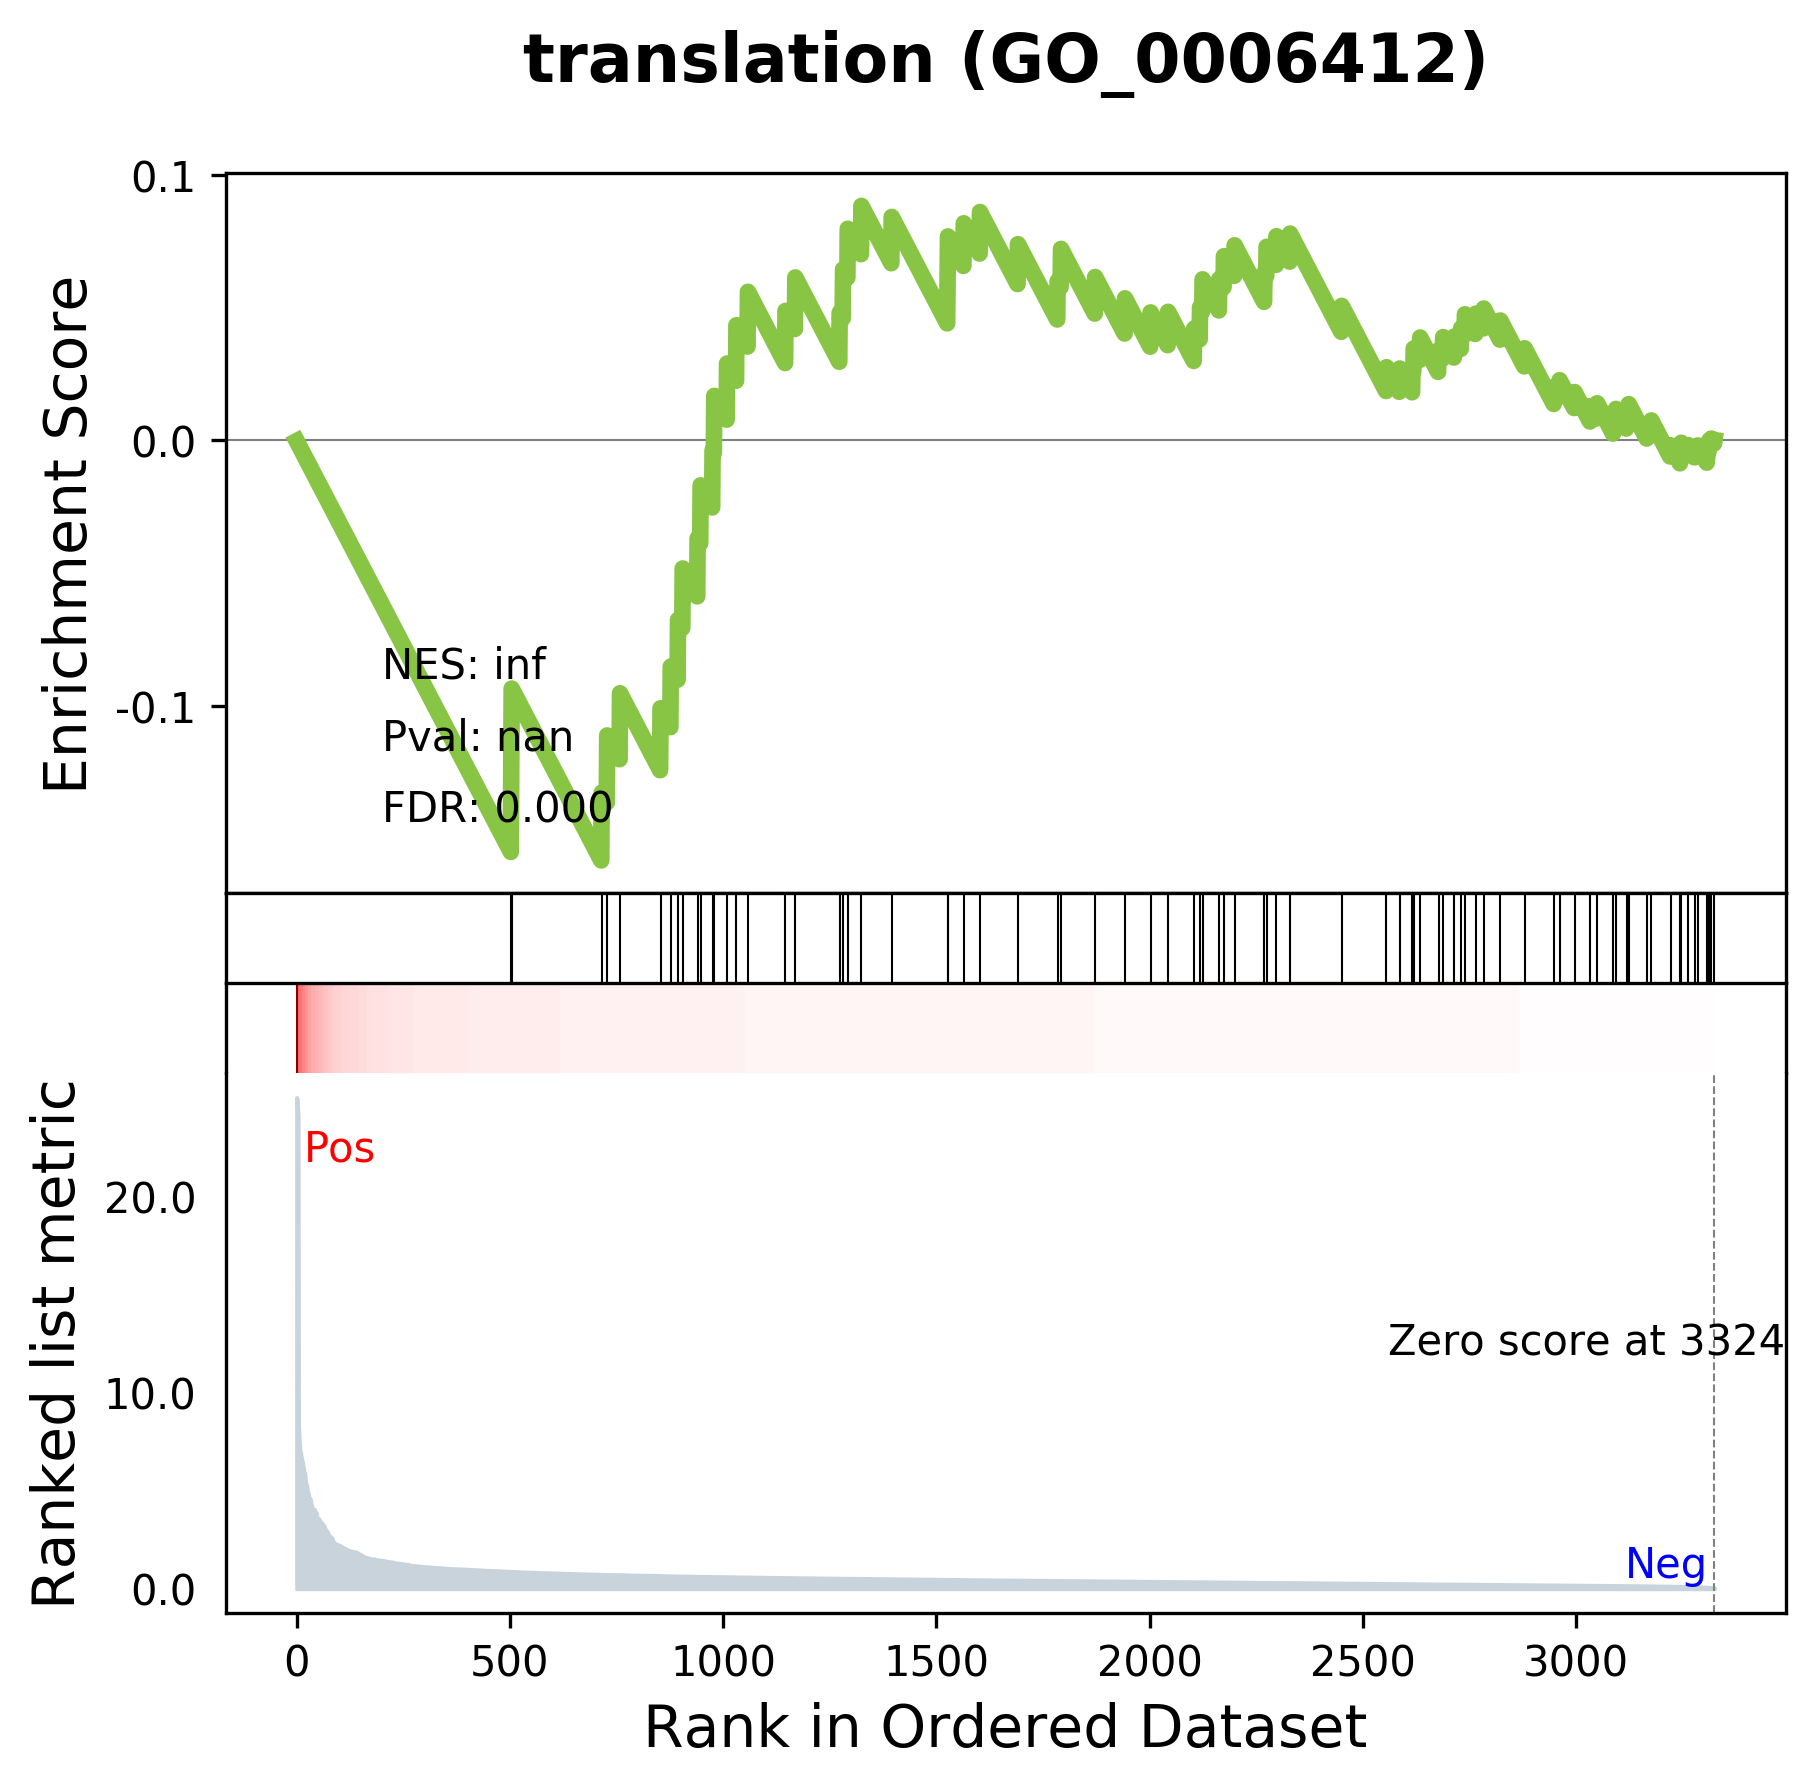 translation (GO_0006412)
0.1
0.0
-0.1
Enrichment Score
NES: inf
Pval: nan
FDR: 0.000
Pos
20.0
10.0
0.0
Ranked list metric
Zero score at 3324
Neg
0 500 1000 1500 2000 2500 3000
Rank in Ordered Dataset